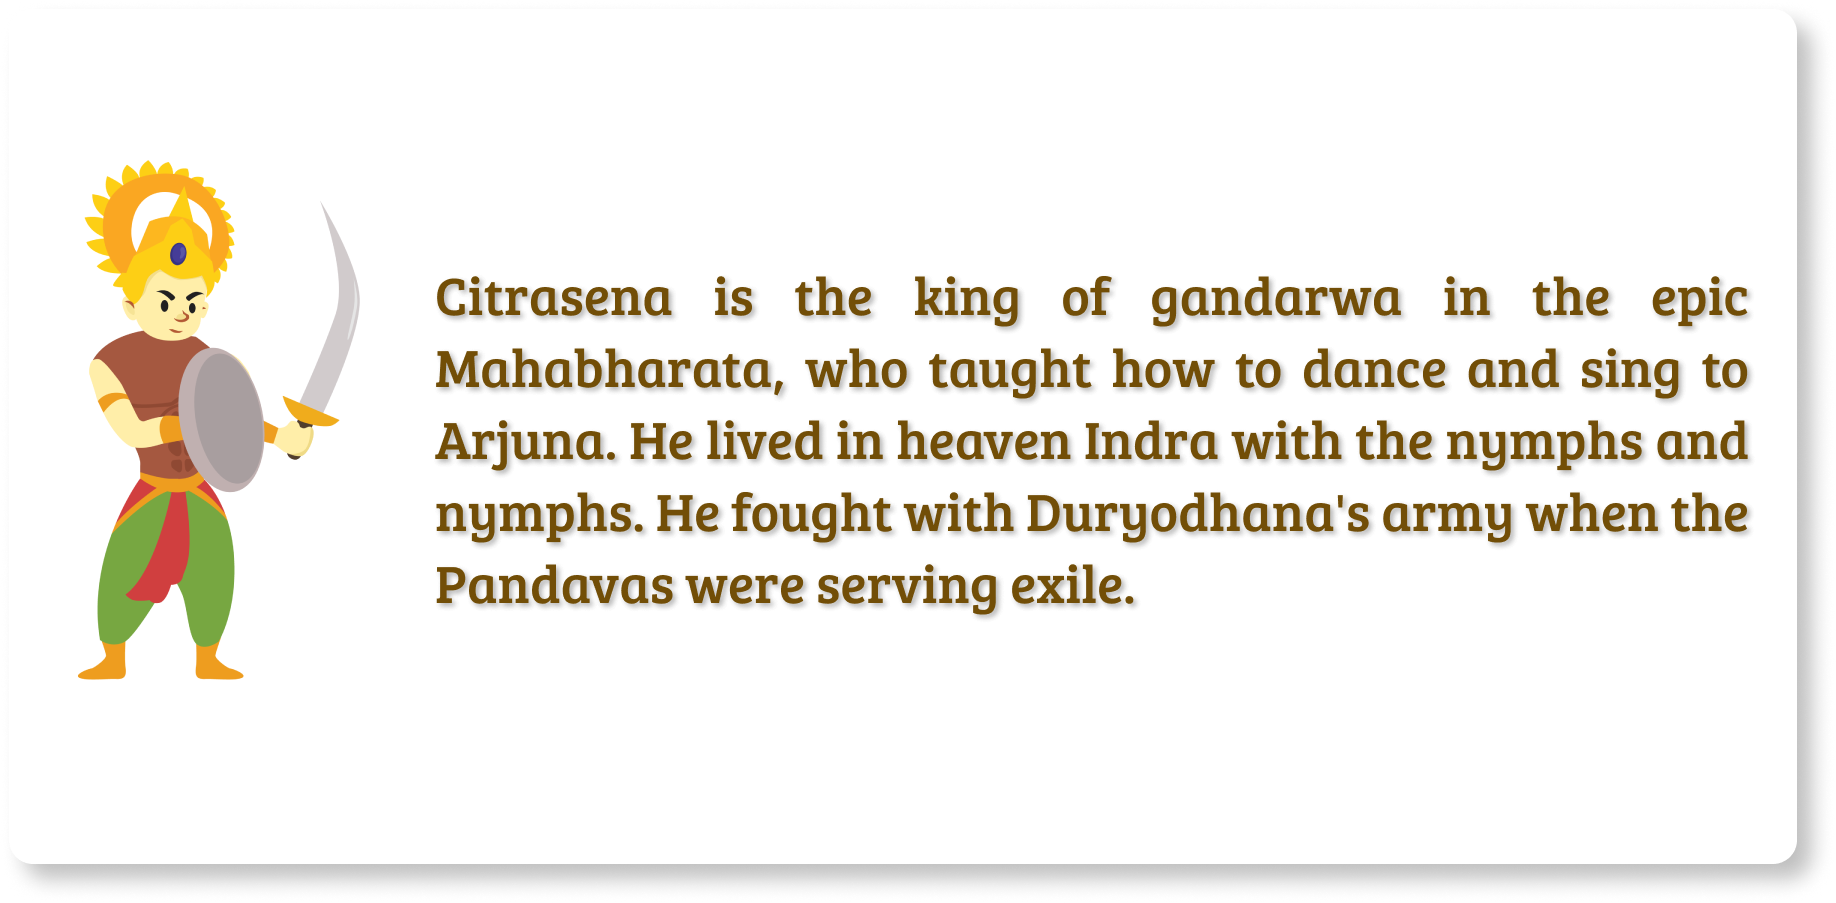 Citrasena is the king of gandarwa in the epic
Mahabharata, who taught how to dance and sing to
Arjuna. He lived in heaven Indra with the nymphs and
nymphs. He fought with Duryodhana's army when the
Pandavas were serving exile.